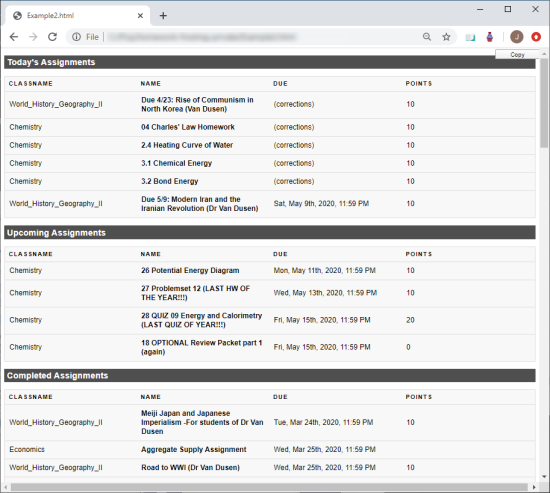 Example2.html
File
J
Copy
Today's Assignments
CLASSNAME NAME DUE POINTS
World_History_Geography_II Due 4/23: Rise of Communism in North Korea (Van Dusen) (corrections) 10
Chemistry 04 Charles' Law Homework (corrections) 10
Chemistry 2.4 Heating Curve of Water (corrections) 10
Chemistry 3.1 Chemical Energy (corrections) 10
Chemistry 3.2 Bond Energy (corrections) 10
World_History_Geography_II Due 5/9: Modern Iran and the Iranian Revolution (Dr Van Dusen) Sat, May 9th, 2020, 11:59 PM 10
Upcoming Assignments
CLASSNAME NAME DUE POINTS
Chemistry 26 Potential Energy Diagram Mon, May 11th, 2020, 11:59 PM 10
Chemistry 27 Problemset 12 (LAST HW OF THE YEAR!!!) Wed, May 13th, 2020, 11:59 PM 10
Chemistry 28 QUIZ 09 Energy and Calorimetry (LAST QUIZ OF YEAR!!!) Fri, May 15th, 2020, 11:59 PM 20
Chemistry 18 OPTIONAL Review Packet part 1 (again) Fri, May 15th, 2020, 11:59 PM 0
Completed Assignments
CLASSNAME NAME DUE POINTS
World_History_Geography_II Meiji Japan and Japanese Imperialism -For students of Dr Van Dusen Tue, Mar 24th, 2020, 11:59 PM 10
Economics Aggregate Supply Assignment Wed, Mar 25th, 2020, 11:59 PM
World_History_Geography_II Road to WWI (Dr Van Dusen) Wed, Mar 25th, 2020, 11:59 PM 10